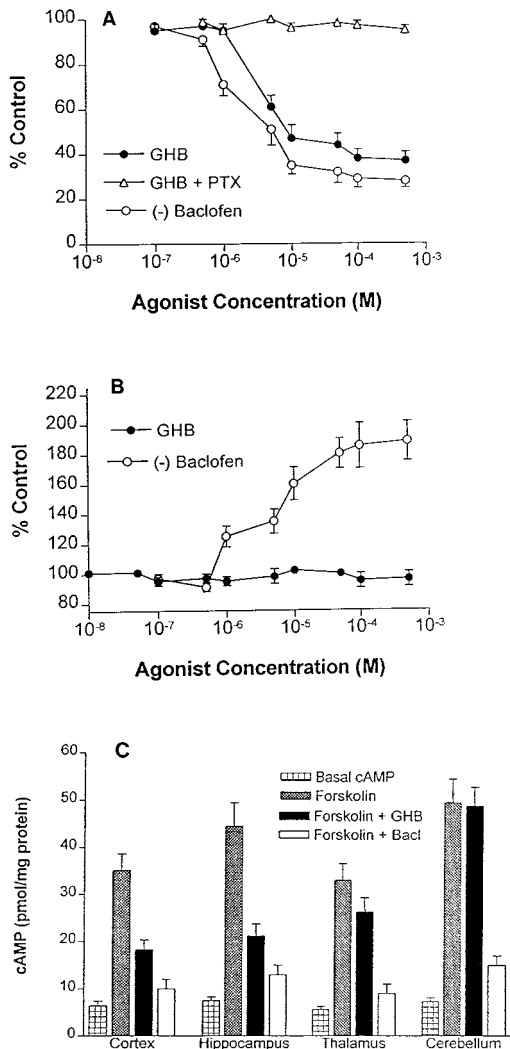 A
100
80
60
40
20
0
% Control
GHB
GHB + PTX
(-) Baclofen
10-8 10-7 10-6 10-5 10-4 10-3
Agonist Concentration (M)
B
220
200
180
160
140
120
100
80
% Control
GHB
(-) Baclofen
10-8 10-7 10-6 10-5 10-4 10-3
Agonist Concentration (M)
C
60
50
40
30
20
10
0
cAMP (pmol/mg protein)
Basal cAMP
Forskolin
Forskolin + GHB
Forskolin + Bacl
Cortex Hippocampus Thalamus Cerebellum